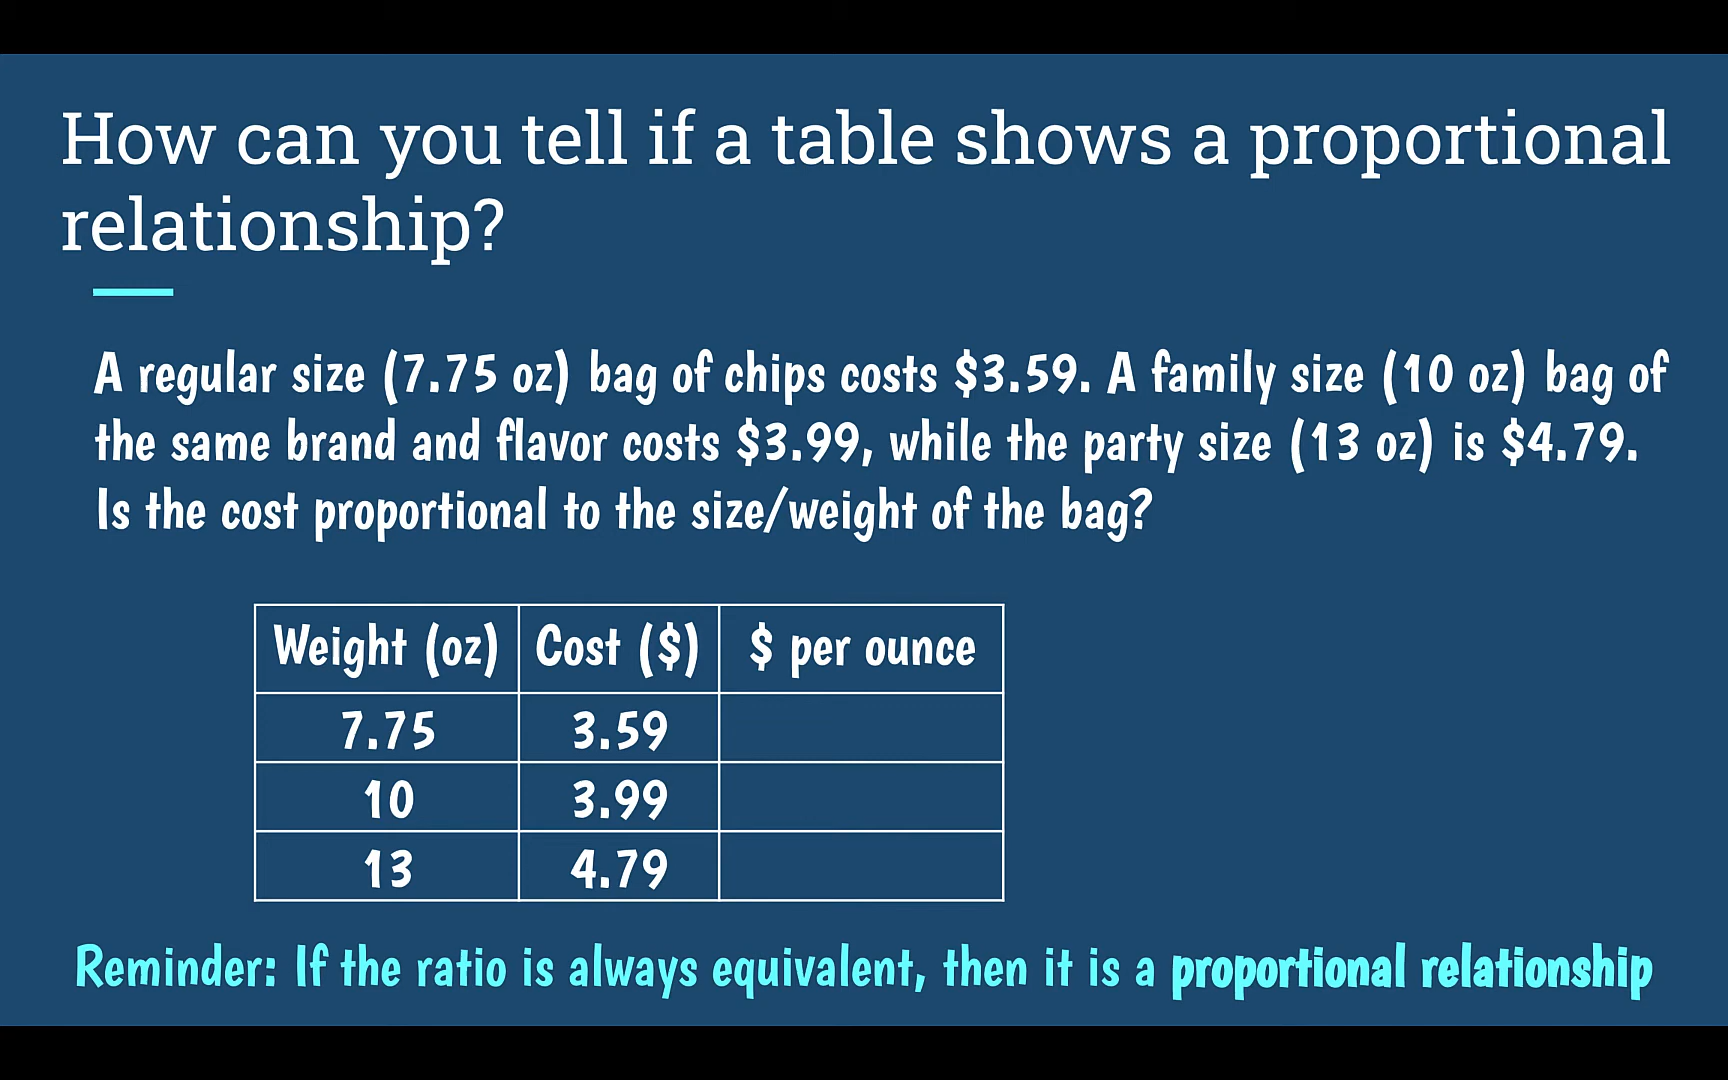 How can you tell if a table shows a proportional
relationship?
A regular size (7.75 oz) bag of chips costs $3.59. A family size (10 oz) bag of
the same brand and flavor costs $3.99, while the party size (13 oz) is $4.79.
Is the cost proportional to the size/weight of the bag?
Weight (oz) Cost ($) $ per ounce
7.75 3.59
10 3.99
13 4.79
Reminder: If the ratio is always equivalent, then it is a proportional relationship